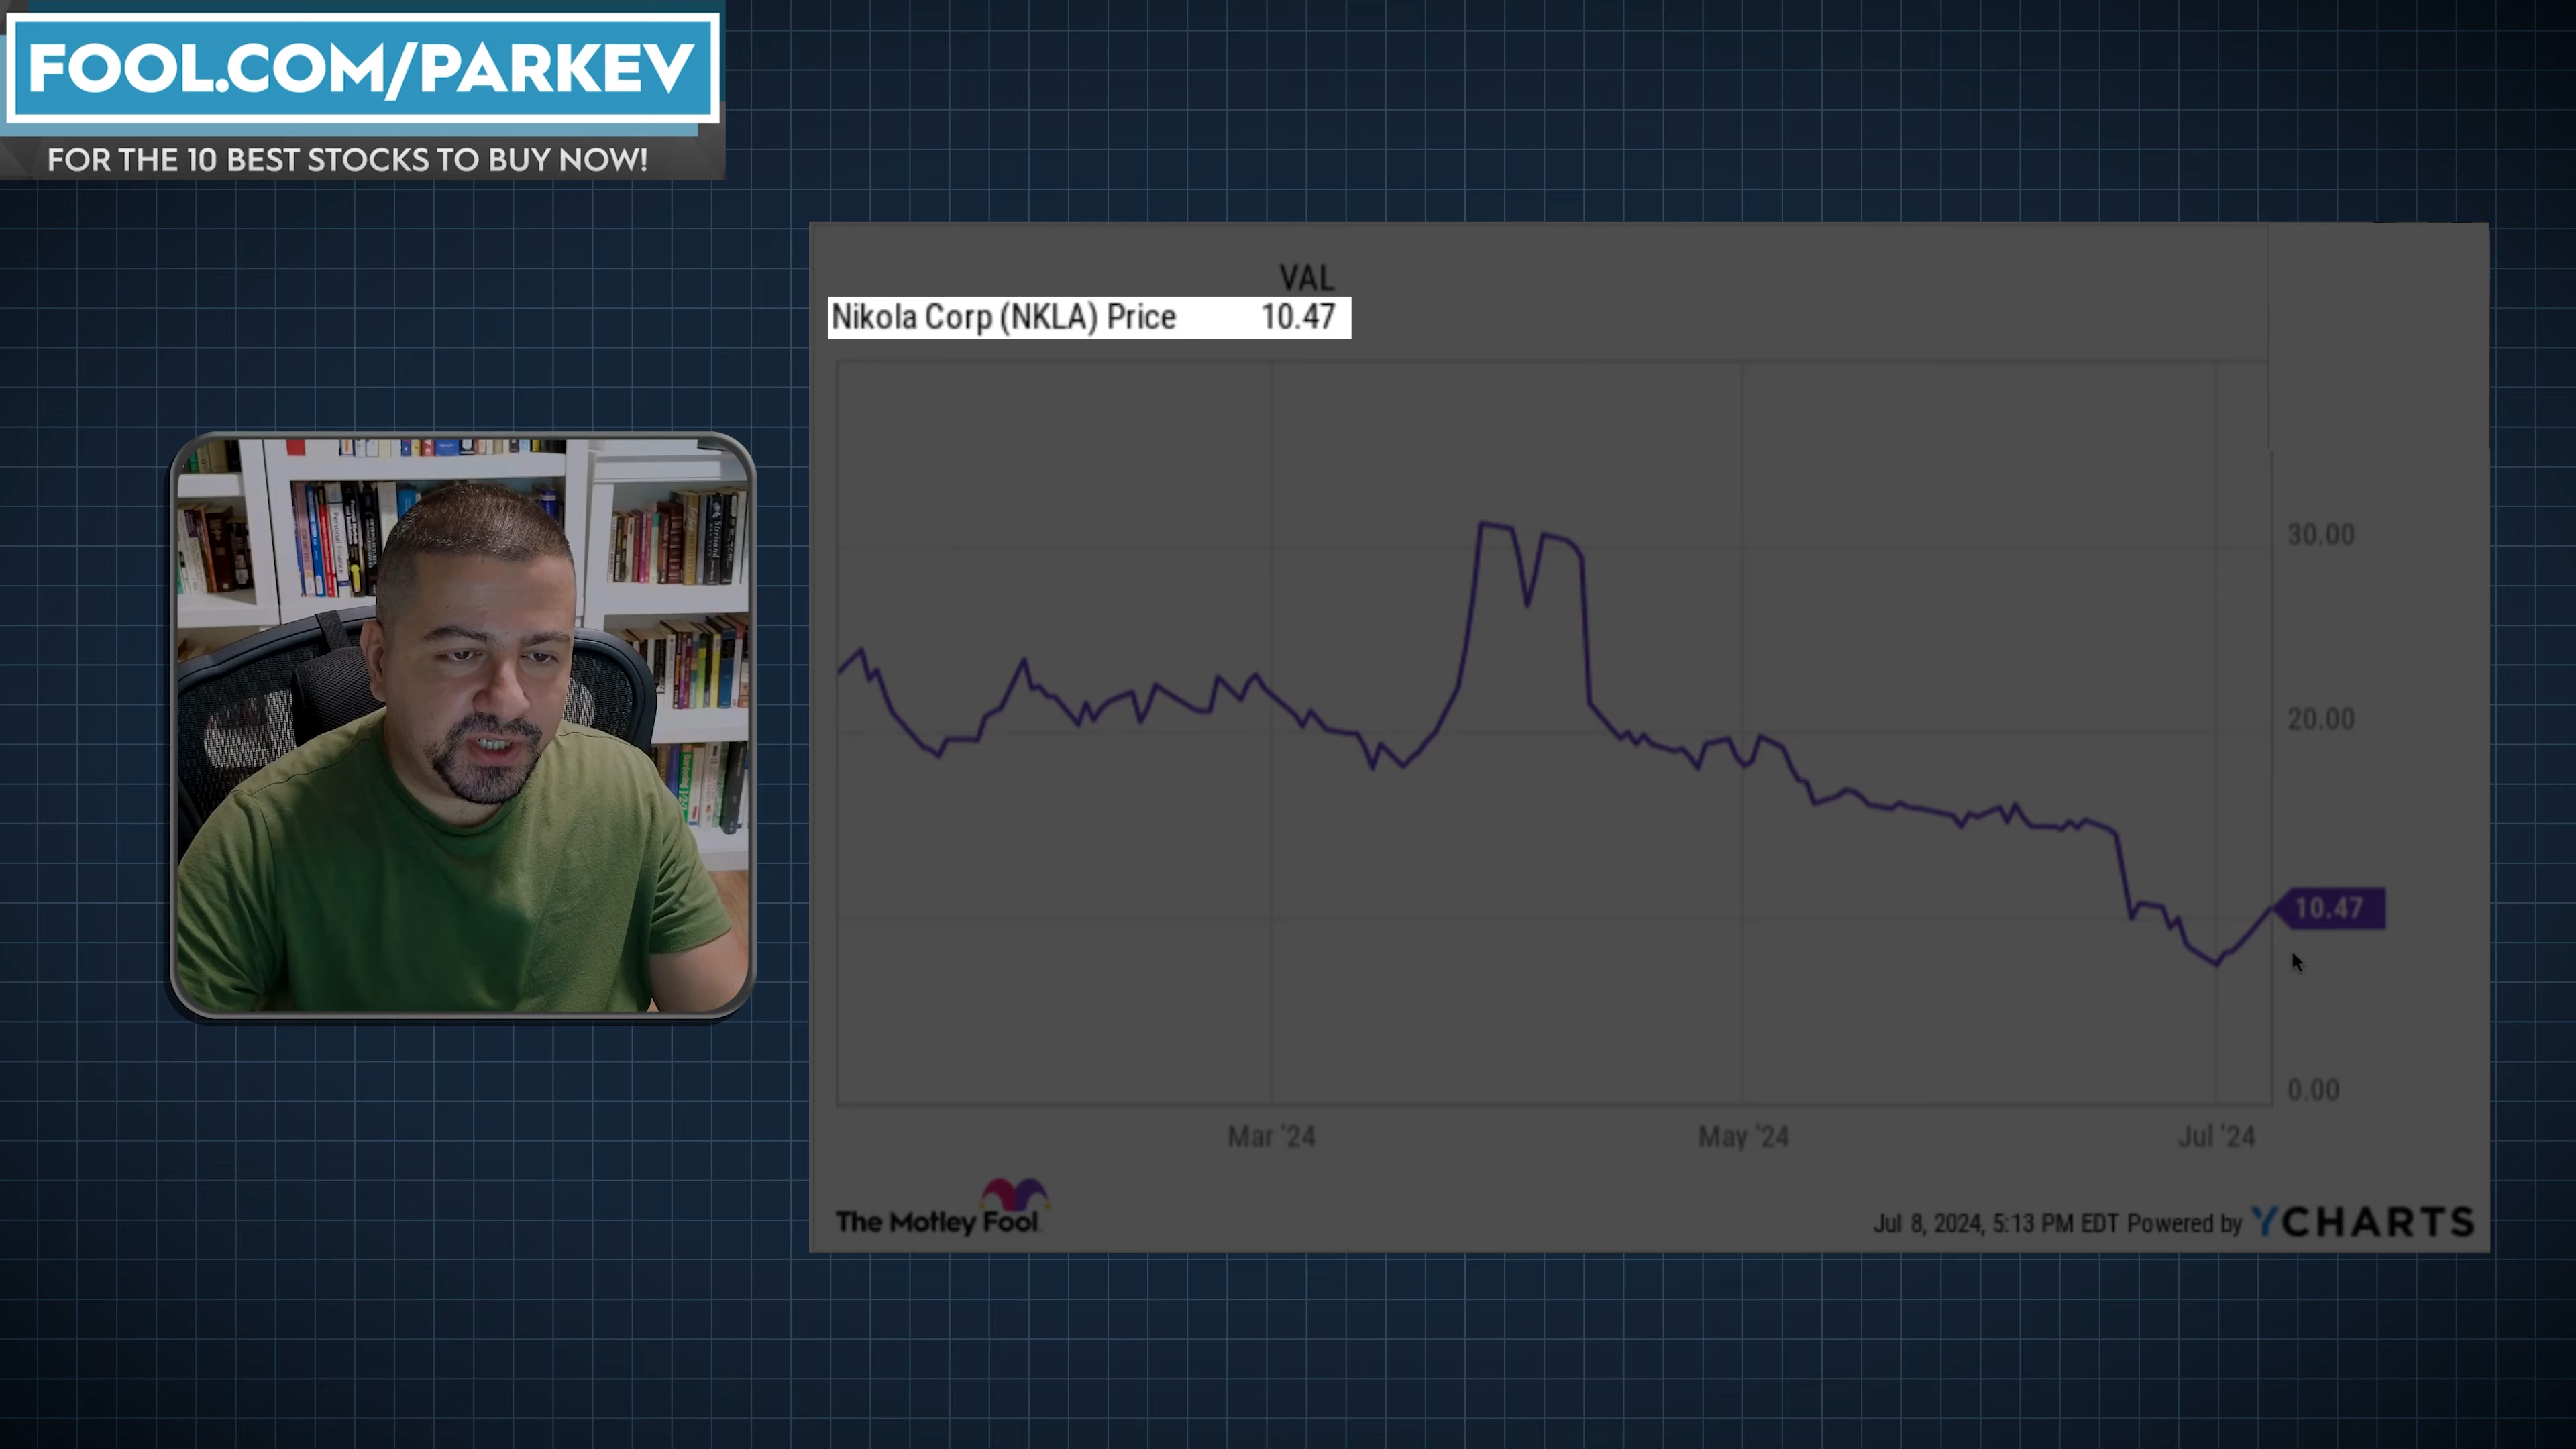 FOOL.COM/PARKEV
FOR THE 10 BEST STOCKS TO BUY NOW!
VAL
Nikola Corp (NKLA) Price 10.47
30.00
20.00
10.47
0.00
Mar '24 May '24 Jul '24
The Motley Fool
Jul 8, 2024, 5:13 PM EDT Powered by YCHARTS